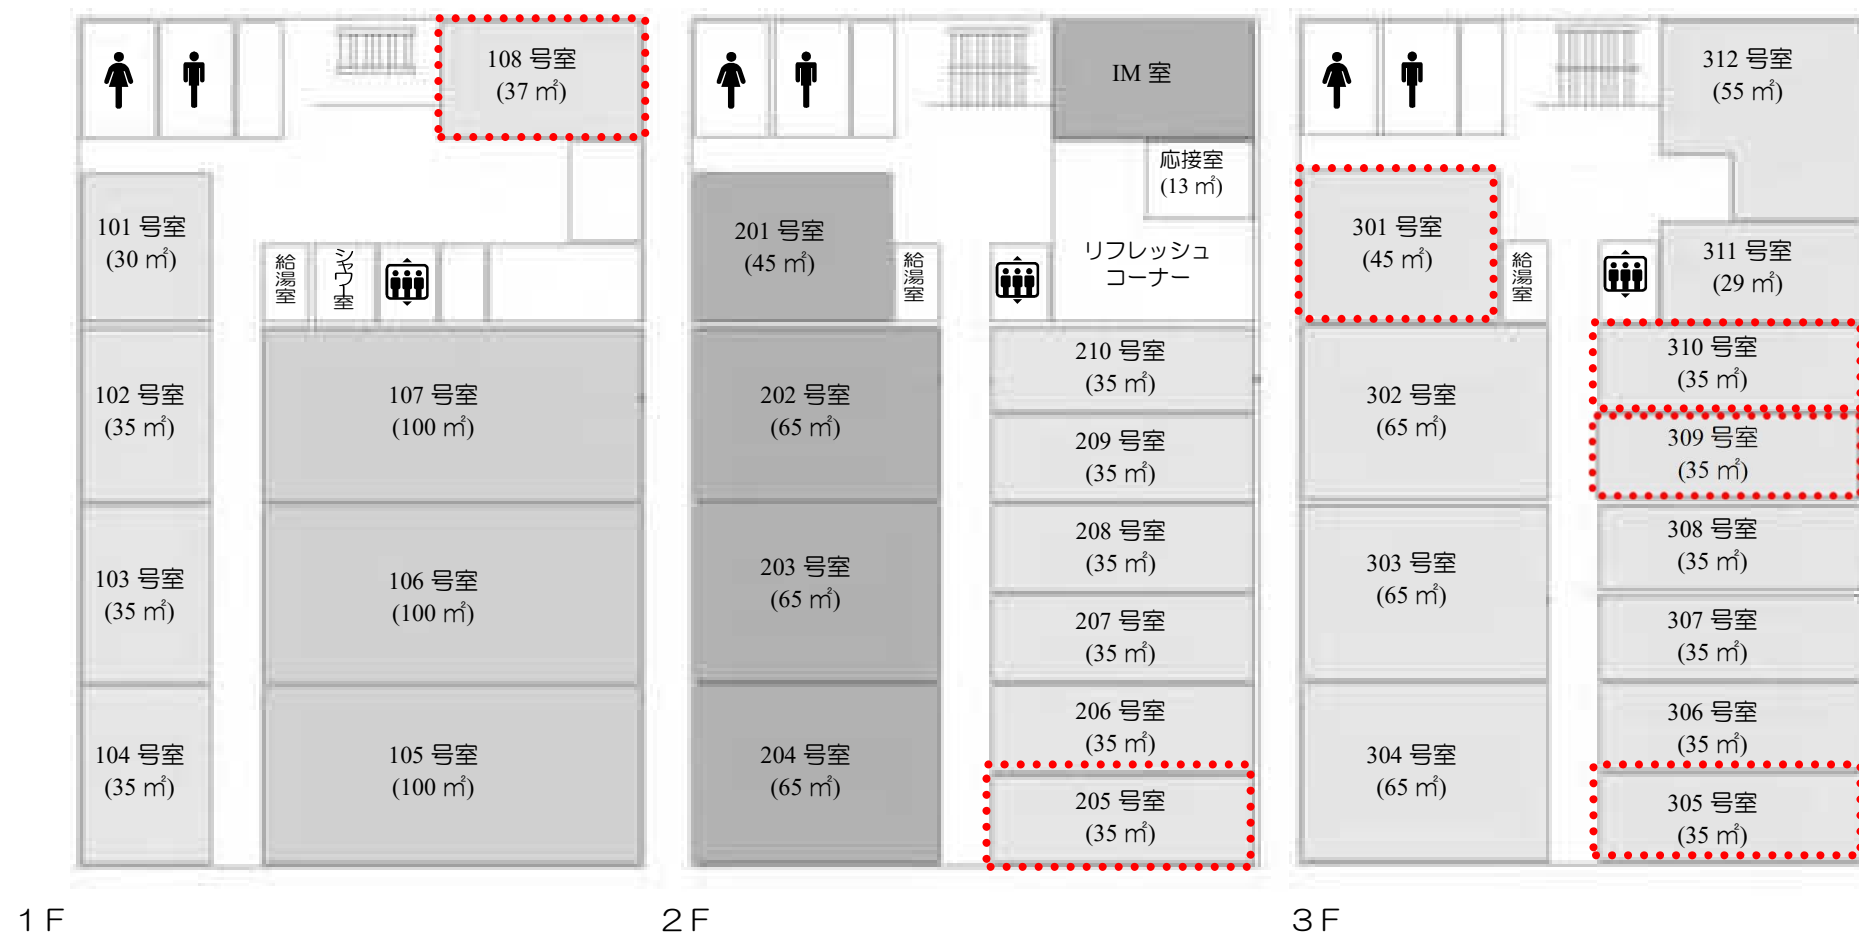 108 号室
(37 ㎡)
101 号室
(30 ㎡)
給湯室
シャワー室
102 号室
(35 ㎡)
107 号室
(100 ㎡)
103 号室
(35 ㎡)
106 号室
(100 ㎡)
104 号室
(35 ㎡)
105 号室
(100 ㎡)
1F
IM 室
応接室
(13 ㎡)
201 号室
(45 ㎡)
給湯室
リフレッシュ
コーナー
202 号室
(65 ㎡)
210 号室
(35 ㎡)
209 号室
(35 ㎡)
203 号室
(65 ㎡)
208 号室
(35 ㎡)
207 号室
(35 ㎡)
204 号室
(65 ㎡)
206 号室
(35 ㎡)
205 号室
(35 ㎡)
2F
312 号室
(55 ㎡)
301 号室
(45 ㎡)
給湯室
311 号室
(29 ㎡)
302 号室
(65 ㎡)
310 号室
(35 ㎡)
309 号室
(35 ㎡)
303 号室
(65 ㎡)
308 号室
(35 ㎡)
307 号室
(35 ㎡)
304 号室
(65 ㎡)
306 号室
(35 ㎡)
305 号室
(35 ㎡)
3F